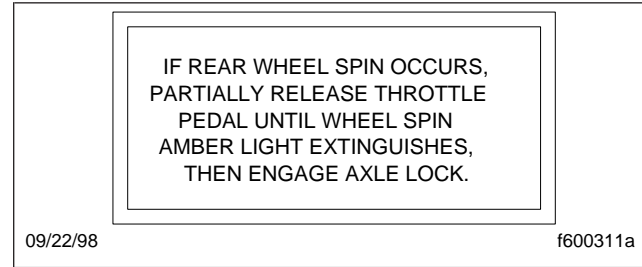 IF REAR WHEEL SPIN OCCURS,
PARTIALLY RELEASE THROTTLE
PEDAL UNTIL WHEEL SPIN
AMBER LIGHT EXTINGUISHES,
THEN ENGAGE AXLE LOCK.
09/22/98 f600311a